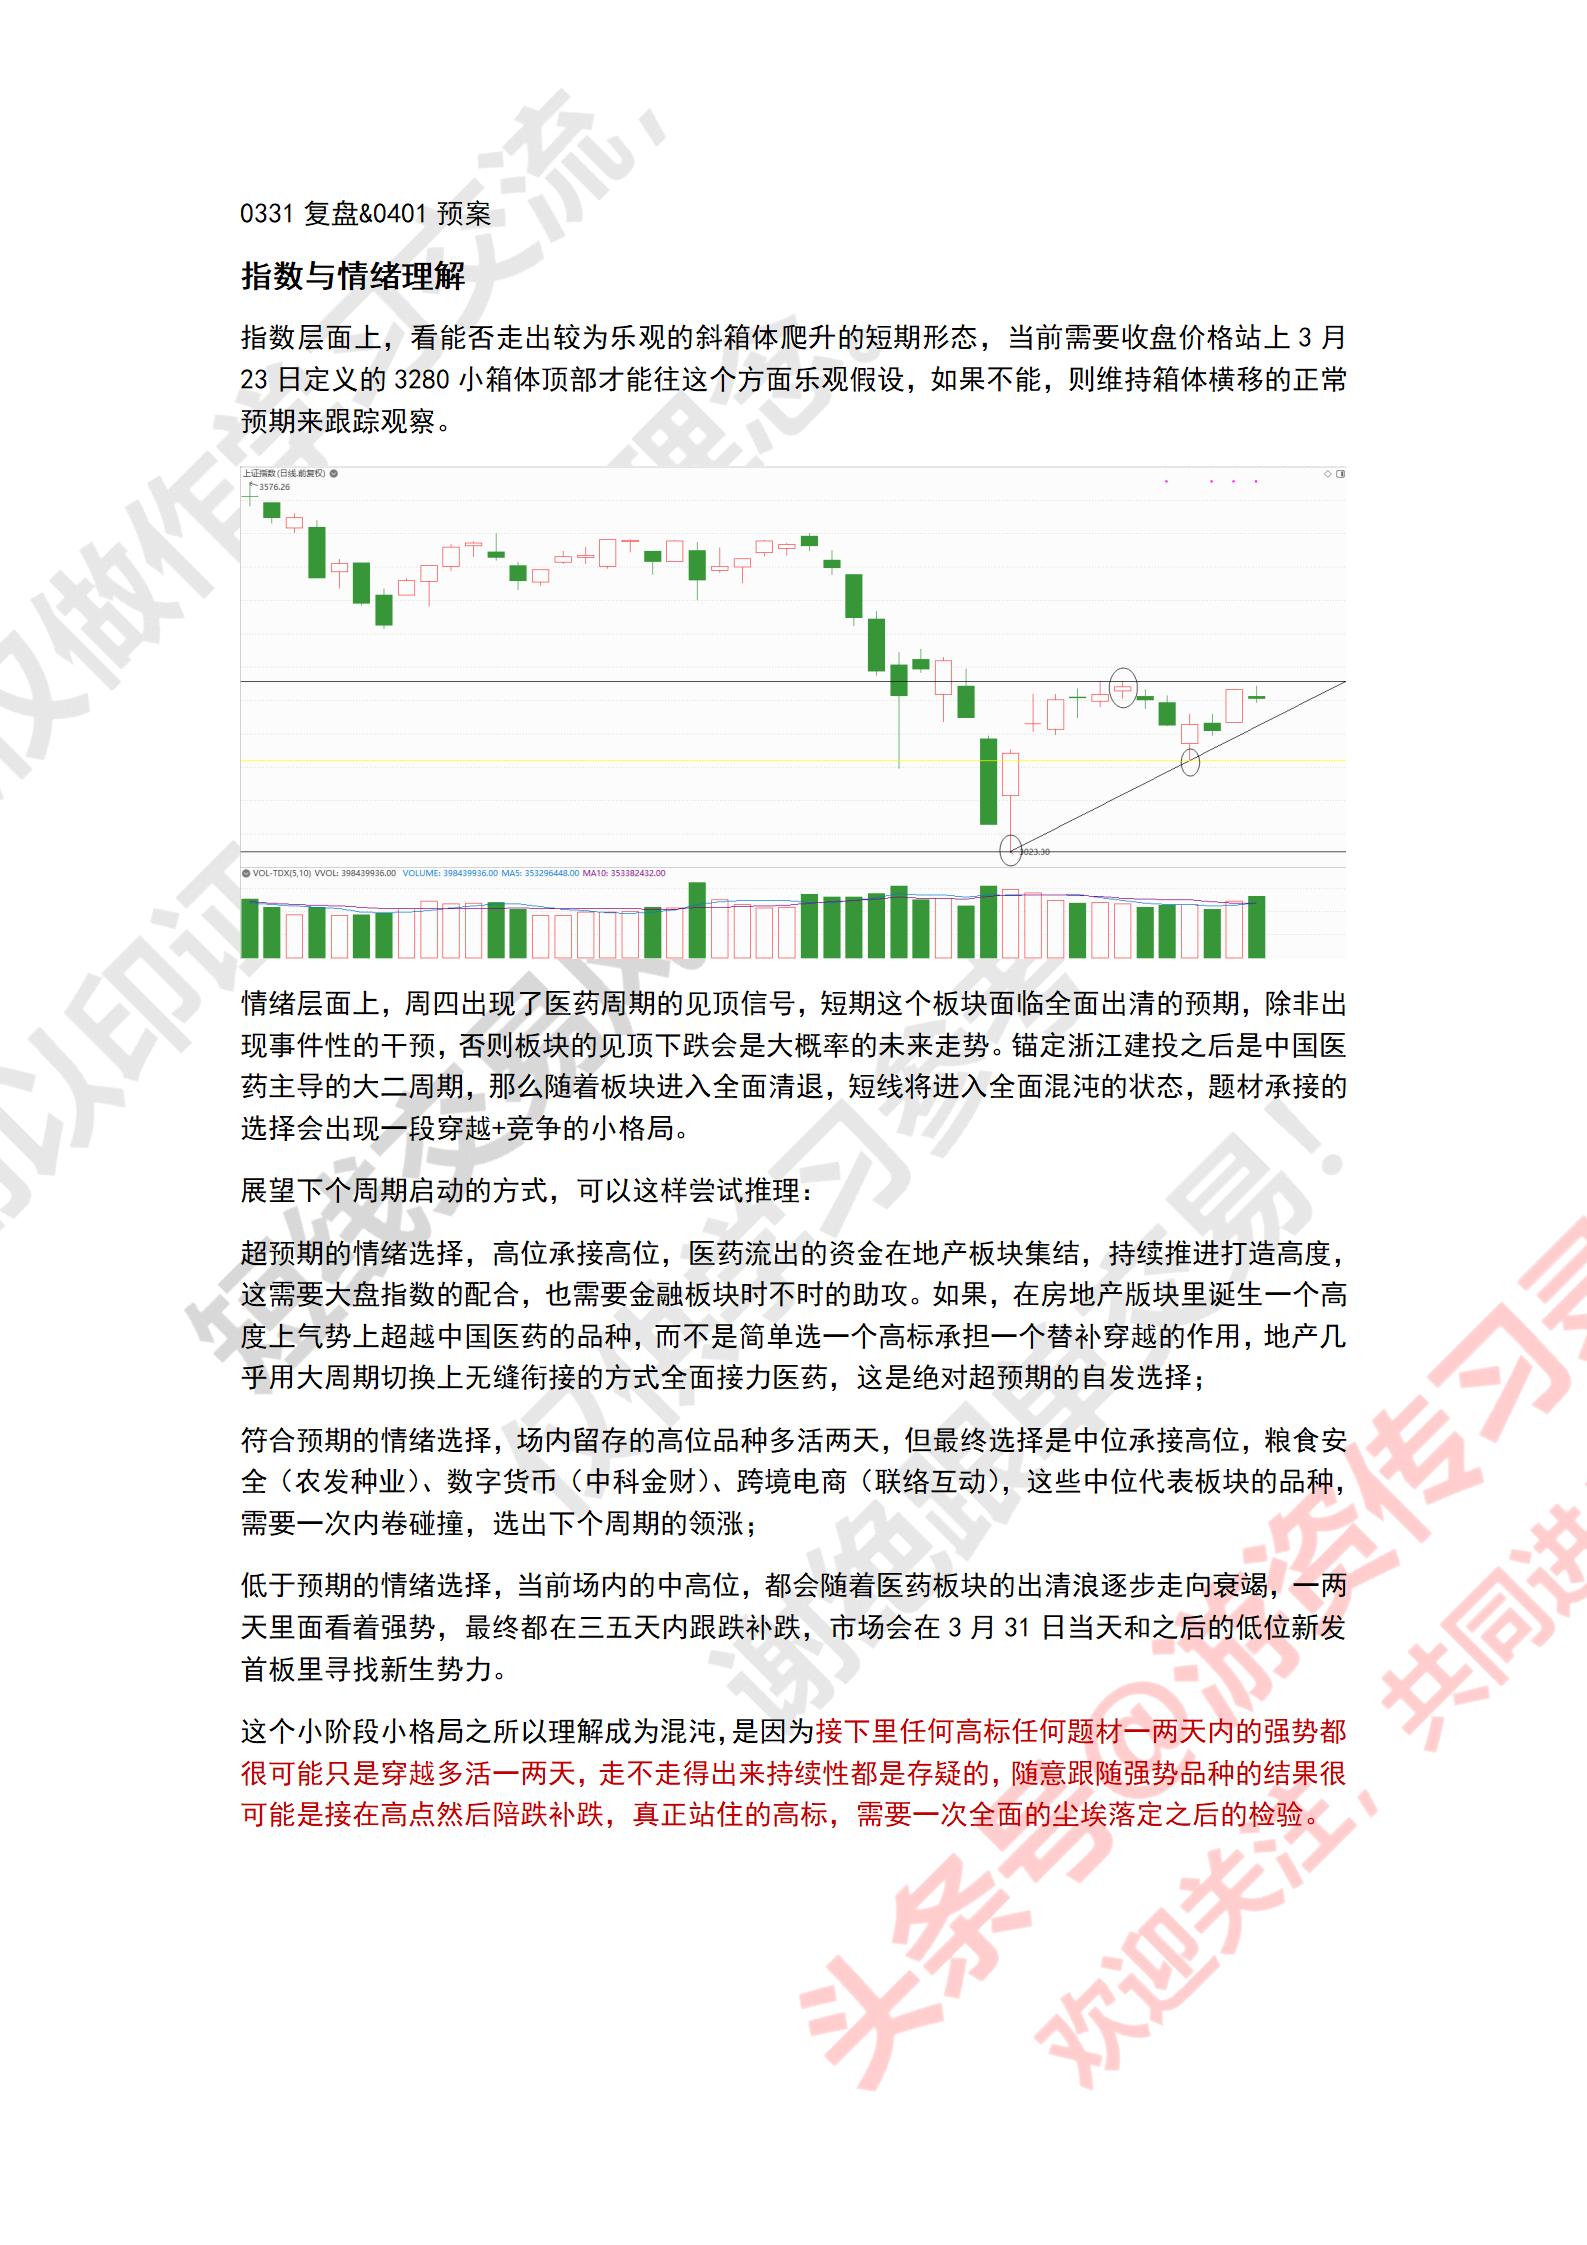 0331 复盘&0401 预案
指数与情绪理解
指数层面上，看能否走出较为乐观的斜箱体爬升的短期形态，当前需要收盘价格站上 3 月
23 日定义的 3280 小箱体顶部才能往这个方面乐观假设，如果不能，则维持箱体横移的正常
预期来跟踪观察。
上证指数(日线.前复权)
3576.26
3023.30
VOL-TDX(5,10) VVOL: 398439936.00 VOLUME: 398439936.00 MA5: 353296448.00 MA10: 353382432.00
情绪层面上，周四出现了医药周期的见顶信号，短期这个板块面临全面出清的预期，除非出
现事件性的干预，否则板块的见顶下跌会是大概率的未来走势。锚定浙江建投之后是中国医
药主导的大二周期，那么随着板块进入全面清退，短线将进入全面混沌的状态，题材承接的
选择会出现一段穿越+竞争的小格局。
展望下个周期启动的方式，可以这样尝试推理：
超预期的情绪选择，高位承接高位，医药流出的资金在地产板块集结，持续推进打造高度，
这需要大盘指数的配合，也需要金融板块时不时的助攻。如果，在房地产版块里诞生一个高
度上气势上超越中国医药的品种，而不是简单选一个高标承担一个替补穿越的作用，地产几
乎用大周期切换上无缝衔接的方式全面接力医药，这是绝对超预期的自发选择；
符合预期的情绪选择，场内留存的高位品种多活两天，但最终选择是中位承接高位，粮食安
全（农发种业）、数字货币（中科金财）、跨境电商（联络互动），这些中位代表板块的品种，
需要一次内卷碰撞，选出下个周期的领涨；
低于预期的情绪选择，当前场内的中高位，都会随着医药板块的出清浪逐步走向衰竭，一两
天里面看着强势，最终都在三五天内跟跌补跌，市场会在 3 月 31 日当天和之后的低位新发
首板里寻找新生势力。
这个小阶段小格局之所以理解成为混沌，是因为接下里任何高标任何题材一两天内的强势都
很可能只是穿越多活一两天，走不走得出来持续性都是存疑的，随意跟随强势品种的结果很
可能是接在高点然后陪跌补跌，真正站住的高标，需要一次全面的尘埃落定之后的检验。
仅做作学习交流，
理念。
以印证
短线交易
仅供学习参考
谢绝跟单交易！
头条号@游资传习录
欢迎关注，
共同进